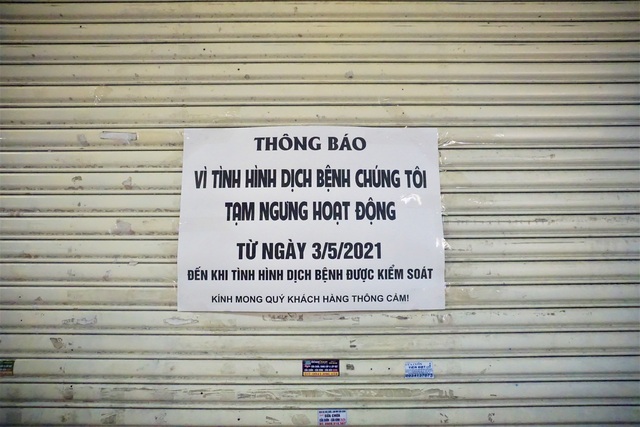 THÔNG BÁO
VÌ TÌNH HÌNH DỊCH BỆNH CHÚNG TÔI
TẠM NGƯNG HOẠT ĐỘNG
TỪ NGÀY 3/5/2021
ĐẾN KHI TÌNH HÌNH DỊCH BỆNH ĐƯỢC KIỂM SOÁT
KÍNH MONG QUÝ KHÁCH HÀNG THÔNG CẢM!